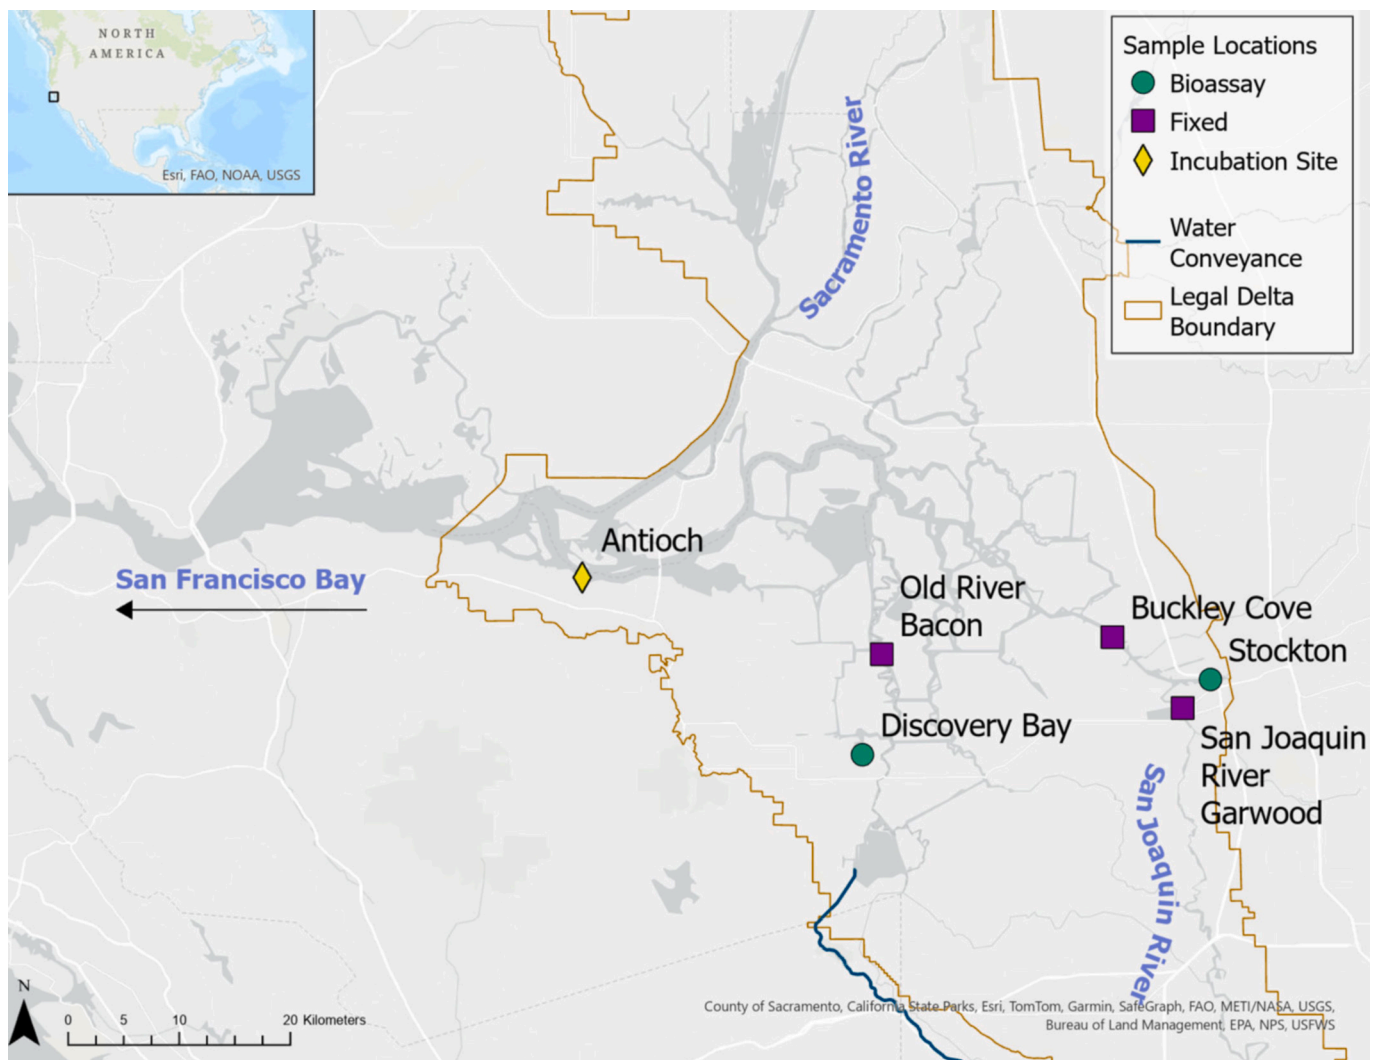 NORTH
AMERICA
Esri, FAO, NOAA, USGS
Sample Locations
Bioassay
Fixed
Incubation Site
Water
Conveyance
Legal Delta
Boundary
Sacramento River
Antioch
San Francisco Bay
Old River
Bacon
Buckley Cove
Stockton
Discovery Bay
San Joaquin
River
Garwood
San Joaquin River
N
0 5 10 20 Kilometers
County of Sacramento, California State Parks, Esri, TomTom, Garmin, SafeGraph, FAO, METI/NASA, USGS,
Bureau of Land Management, EPA, NPS, USFWS